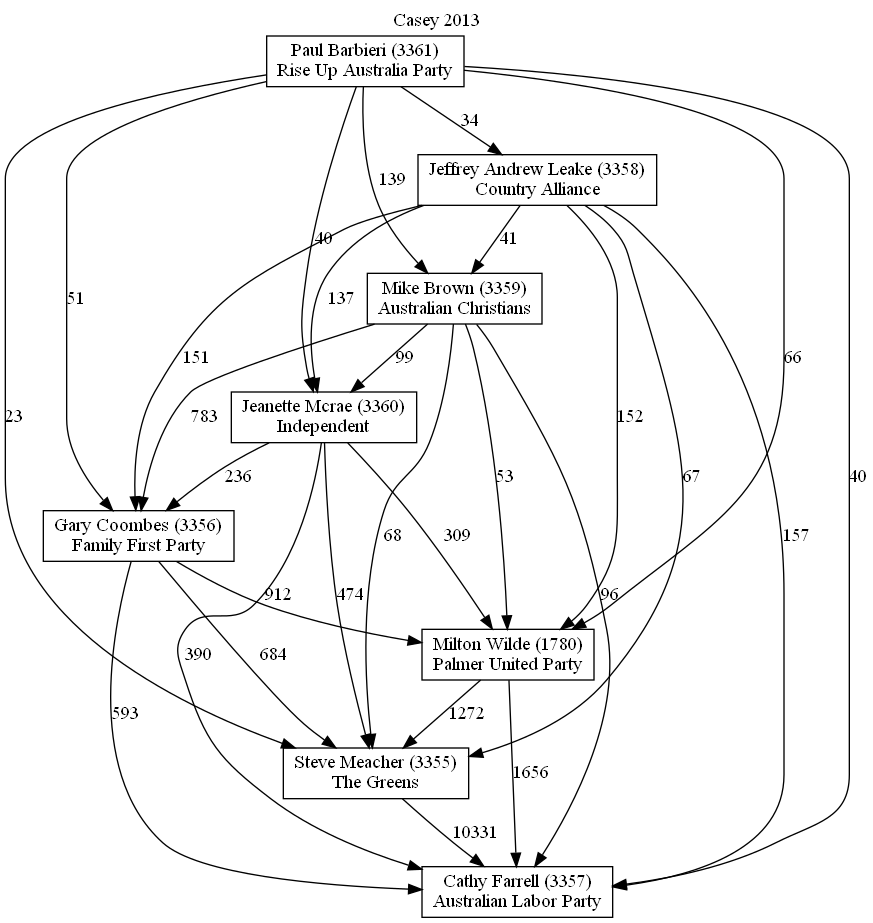 Casey 2013
Paul Barbieri (3361)
Rise Up Australia Party
34
Jeffrey Andrew Leake (3358)
Country Alliance
139
40
41
Mike Brown (3359)
Australian Christians
51
137
151
99
66
Jeanette Mcrae (3360)
Independent
23
783
152
236
53
67
40
Gary Coombes (3356)
Family First Party
68
309
157
912
474
96
Milton Wilde (1780)
Palmer United Party
390
684
593
1272
Steve Meacher (3355)
The Greens
1656
10331
Cathy Farrell (3357)
Australian Labor Party